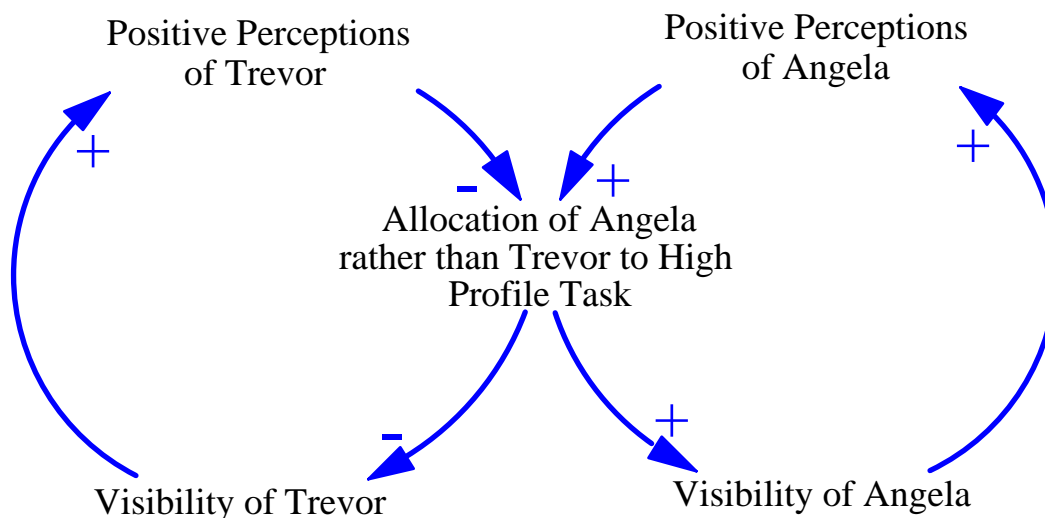 Positive Perceptions
of Trevor
Positive Perceptions
of Angela
+
+
-
+
Allocation of Angela
rather than Trevor to High
Profile Task
-
+
Visibility of Trevor
Visibility of Angela